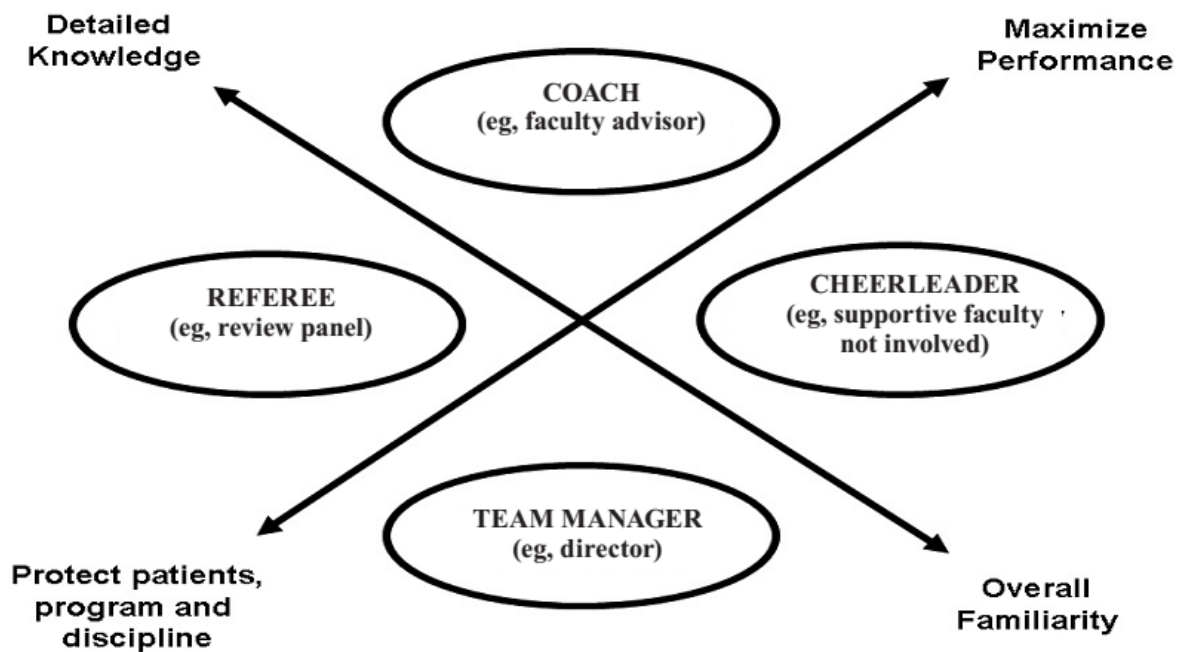 Detailed
Knowledge
Maximize
Performance
COACH
(eg, faculty advisor)
REFEREE
(eg, review panel)
CHEERLEADER
(eg, supportive faculty
not involved)
TEAM MANAGER
(eg, director)
Protect patients,
program and
discipline
Overall
Familiarity